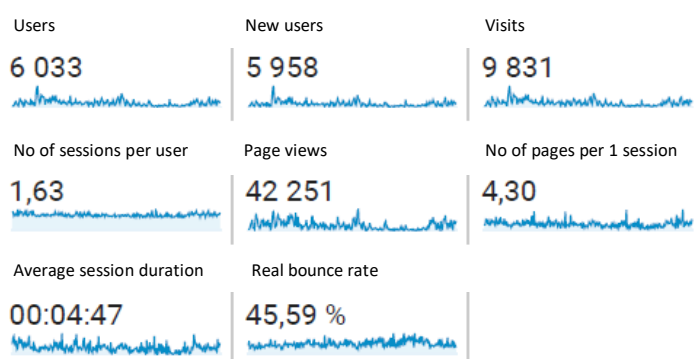 Users
New users
Visits
6 033
5 958
9 831
No of sessions per user
Page views
No of pages per 1 session
1,63
42 251
4,30
Average session duration
Real bounce rate
00:04:47
45,59 %